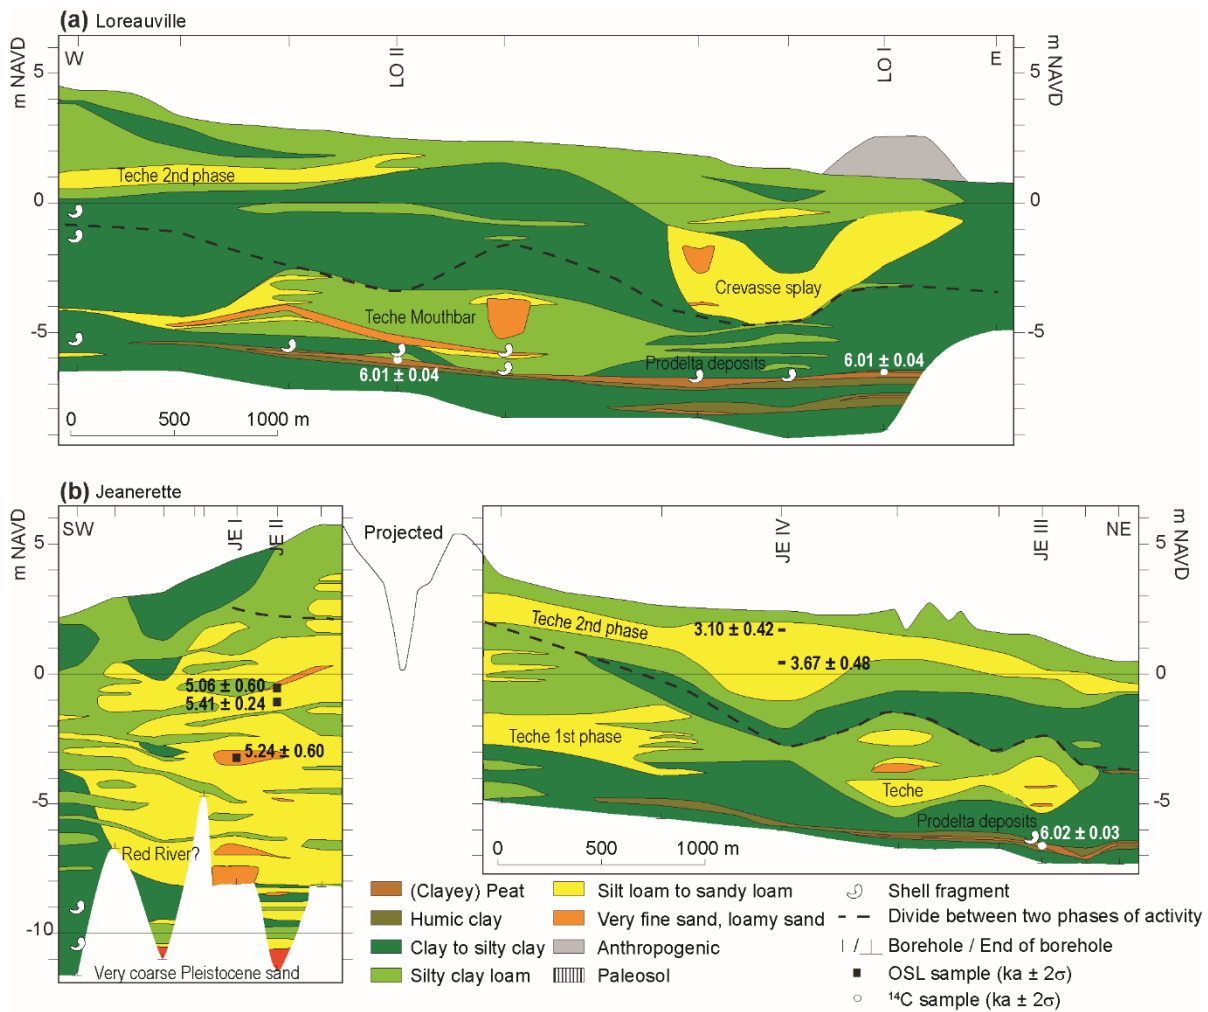 (a) Loreauville
m NAVD
W
LO II
LO I
E
m NAVD
5
5
Teche 2nd phase
0
0
Crevasse splay
Teche Mouthbar
-5
-5
Prodelta deposits
6.01 ± 0.04
6.01 ± 0.04
0 500 1000 m
(b) Jeanerette
m NAVD
SW
JE I
JE II
Projected
JE IV
JE III
NE
m NAVD
5
5
Teche 2nd phase
3.10 ± 0.42
3.67 ± 0.48
0
0
5.06 ± 0.60
5.41 ± 0.24
5.24 ± 0.60
Teche 1st phase
Teche
-5
-5
Prodelta deposits
6.02 ± 0.03
Red River?
0 500 1000 m
-10
Very coarse Pleistocene sand
(Clayey) Peat
Humic clay
Clay to silty clay
Silty clay loam
Silt loam to sandy loam
Very fine sand, loamy sand
Anthropogenic
Paleosol
Shell fragment
Divide between two phases of activity
Borehole / End of borehole
OSL sample (ka ± 2σ)
¹⁴C sample (ka ± 2σ)